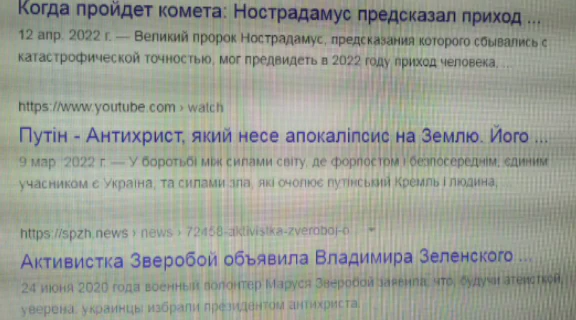 Когда пройдет комета: Нострадамус предсказал приход ...
12 апр. 2022 г. — Великий пророк Нострадамус, предсказания которого сбывались с
катастрофической точностью, мог предвидеть в 2022 году приход человека, ...
https://www.youtube.com › watch
Путін - Антихрист, який несе апокаліпсис на Землю. Його ...
9 мар. 2022 г. — У боротьбі між силами світу, де форпостом і безпосереднім, єдиним
учасником є Україна, та силами зла, які очолює путінський Кремль і людина,
https://spzh.news › news › 72458-aktivistka-zveroboj-o...
Активистка Зверобой объявила Владимира Зеленского ...
24 июня 2020 года военный волонтер Маруся Зверобой заявила, что, будучи атеисткой,
уверена: украинцы избрали президентом антихриста.